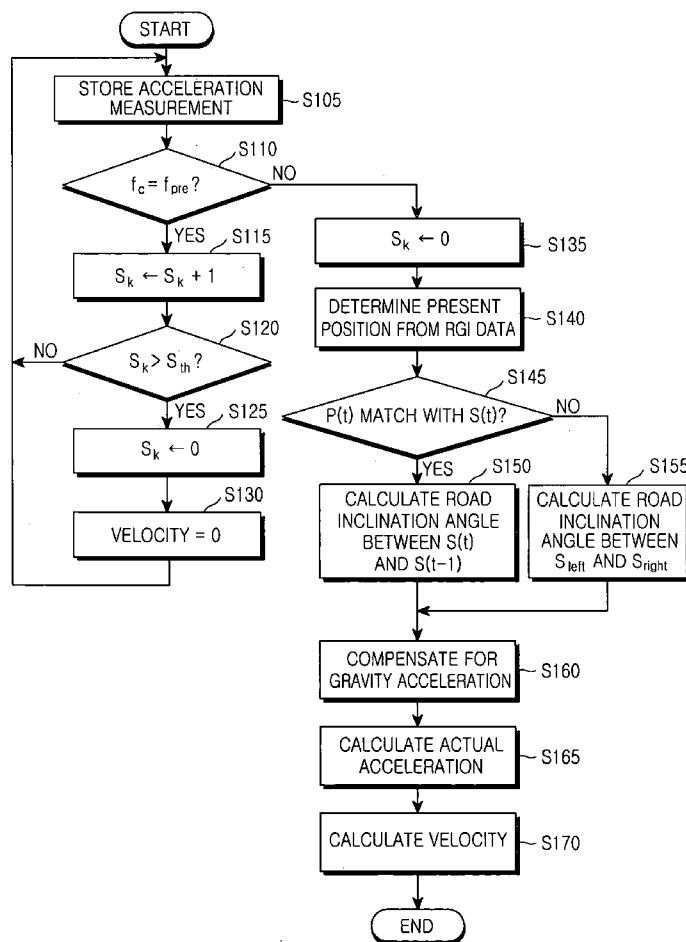 START
STORE ACCELERATION
MEASUREMENT
S105
S110
f_c = f_pre ?
NO
YES
S115
S_k ← S_k + 1
S120
S_k > S_th ?
NO
YES
S125
S_k ← 0
S130
VELOCITY = 0
S_k ← 0
S135
DETERMINE PRESENT
POSITION FROM RGI DATA
S140
S145
P(t) MATCH WITH S(t)?
NO
YES
S150
CALCULATE ROAD
INCLINATION ANGLE
BETWEEN S(t)
AND S(t-1)
S155
CALCULATE ROAD
INCLINATION
ANGLE BETWEEN
S_left AND S_right
COMPENSATE FOR
GRAVITY ACCELERATION
S160
CALCULATE ACTUAL
ACCELERATION
S165
CALCULATE VELOCITY
S170
END